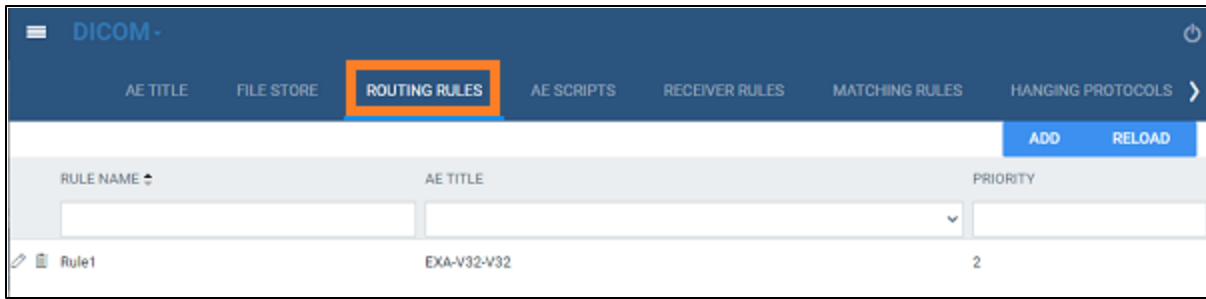 DICOM
AE TITLE FILE STORE ROUTING RULES AE SCRIPTS RECEIVER RULES MATCHING RULES HANGING PROTOCOLS
ADD RELOAD
RULE NAME AE TITLE PRIORITY
Rule1 EXA-V32-V32 2